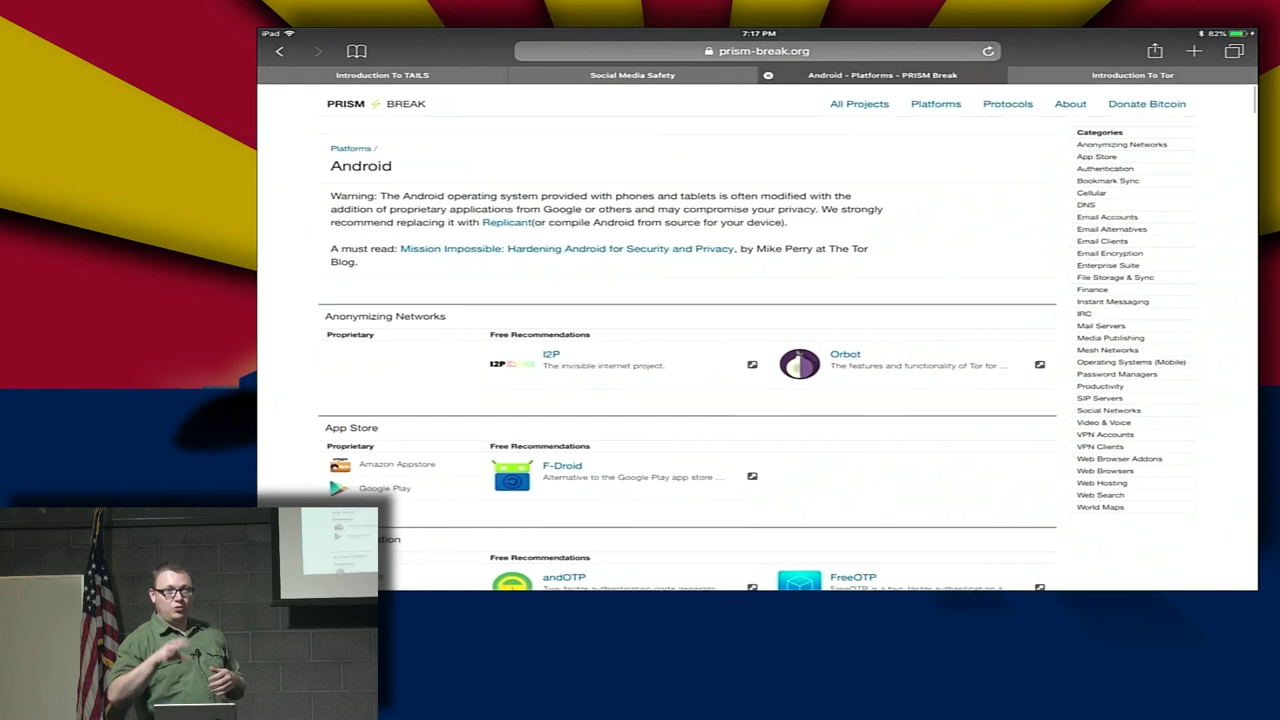 iPad
7:17 PM
82%
prism-break.org
Introduction To TAILS
Social Media Safety
Android - Platforms - PRISM Break
Introduction To Tor
PRISM ⚡ BREAK
All Projects
Platforms
Protocols
About
Donate Bitcoin
Platforms /
Android
Warning: The Android operating system provided with phones and tablets is often modified with the
addition of proprietary applications from Google or others and may compromise your privacy. We strongly
recommend replacing it with Replicant(or compile Android from source for your device).
A must read: Mission Impossible: Hardening Android for Security and Privacy, by Mike Perry at The Tor
Blog.
Anonymizing Networks
Proprietary
Free Recommendations
I2P
I2P
The invisible internet project.
Orbot
The features and functionality of Tor for ...
App Store
Proprietary
Free Recommendations
Amazon Appstore
Google Play
F-Droid
Alternative to the Google Play app store ...
Free Recommendations
andOTP
FreeOTP
Categories
Anonymizing Networks
App Store
Authentication
Bookmark Sync
Cellular
DNS
Email Accounts
Email Alternatives
Email Clients
Email Encryption
Enterprise Suite
File Storage & Sync
Finance
Instant Messaging
IRC
Mail Servers
Media Publishing
Mesh Networks
Operating Systems (Mobile)
Password Managers
Productivity
SIP Servers
Social Networks
Video & Voice
VPN Accounts
VPN Clients
Web Browser Addons
Web Browsers
Web Hosting
Web Search
World Maps